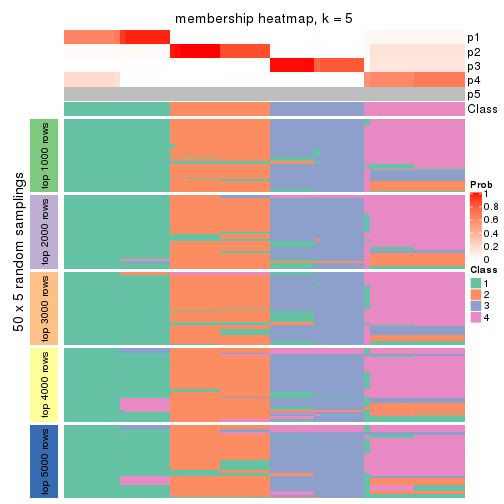 membership heatmap, k = 5
p1
p2
p3
p4
p5
Class
50 x 5 random samplings
top 1000 rows
top 2000 rows
top 3000 rows
top 4000 rows
top 5000 rows
Prob
1
0.8
0.6
0.4
0.2
0
Class
1
2
3
4